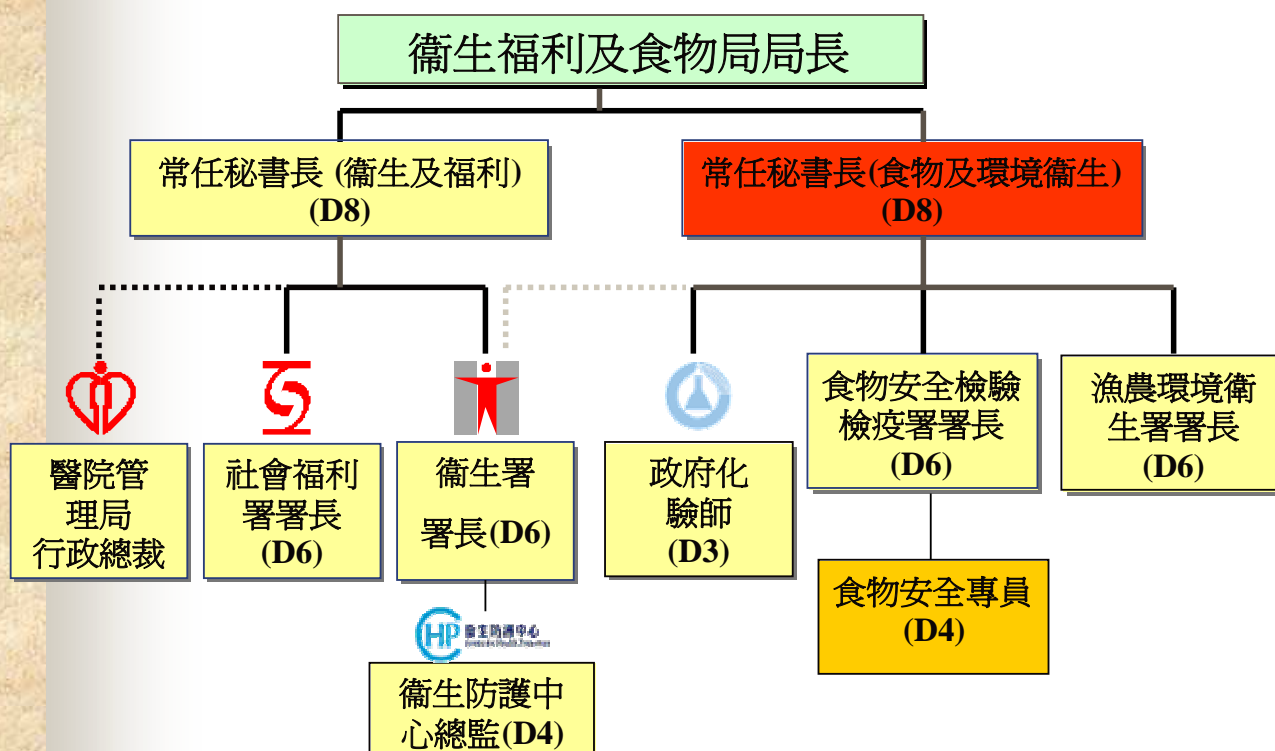 衞生福利及食物局局長
常任秘書長 (衞生及福利)
(D8)
常任秘書長(食物及環境衞生)
(D8)
醫院管
理局
行政總裁
社會福利
署署長
(D6)
衞生署
署長(D6)
政府化
驗師
(D3)
食物安全檢驗
檢疫署署長
(D6)
漁農環境衞
生署署長
(D6)
HP 衞生防護中心
衞生防護中
心總監(D4)
食物安全專員
(D4)